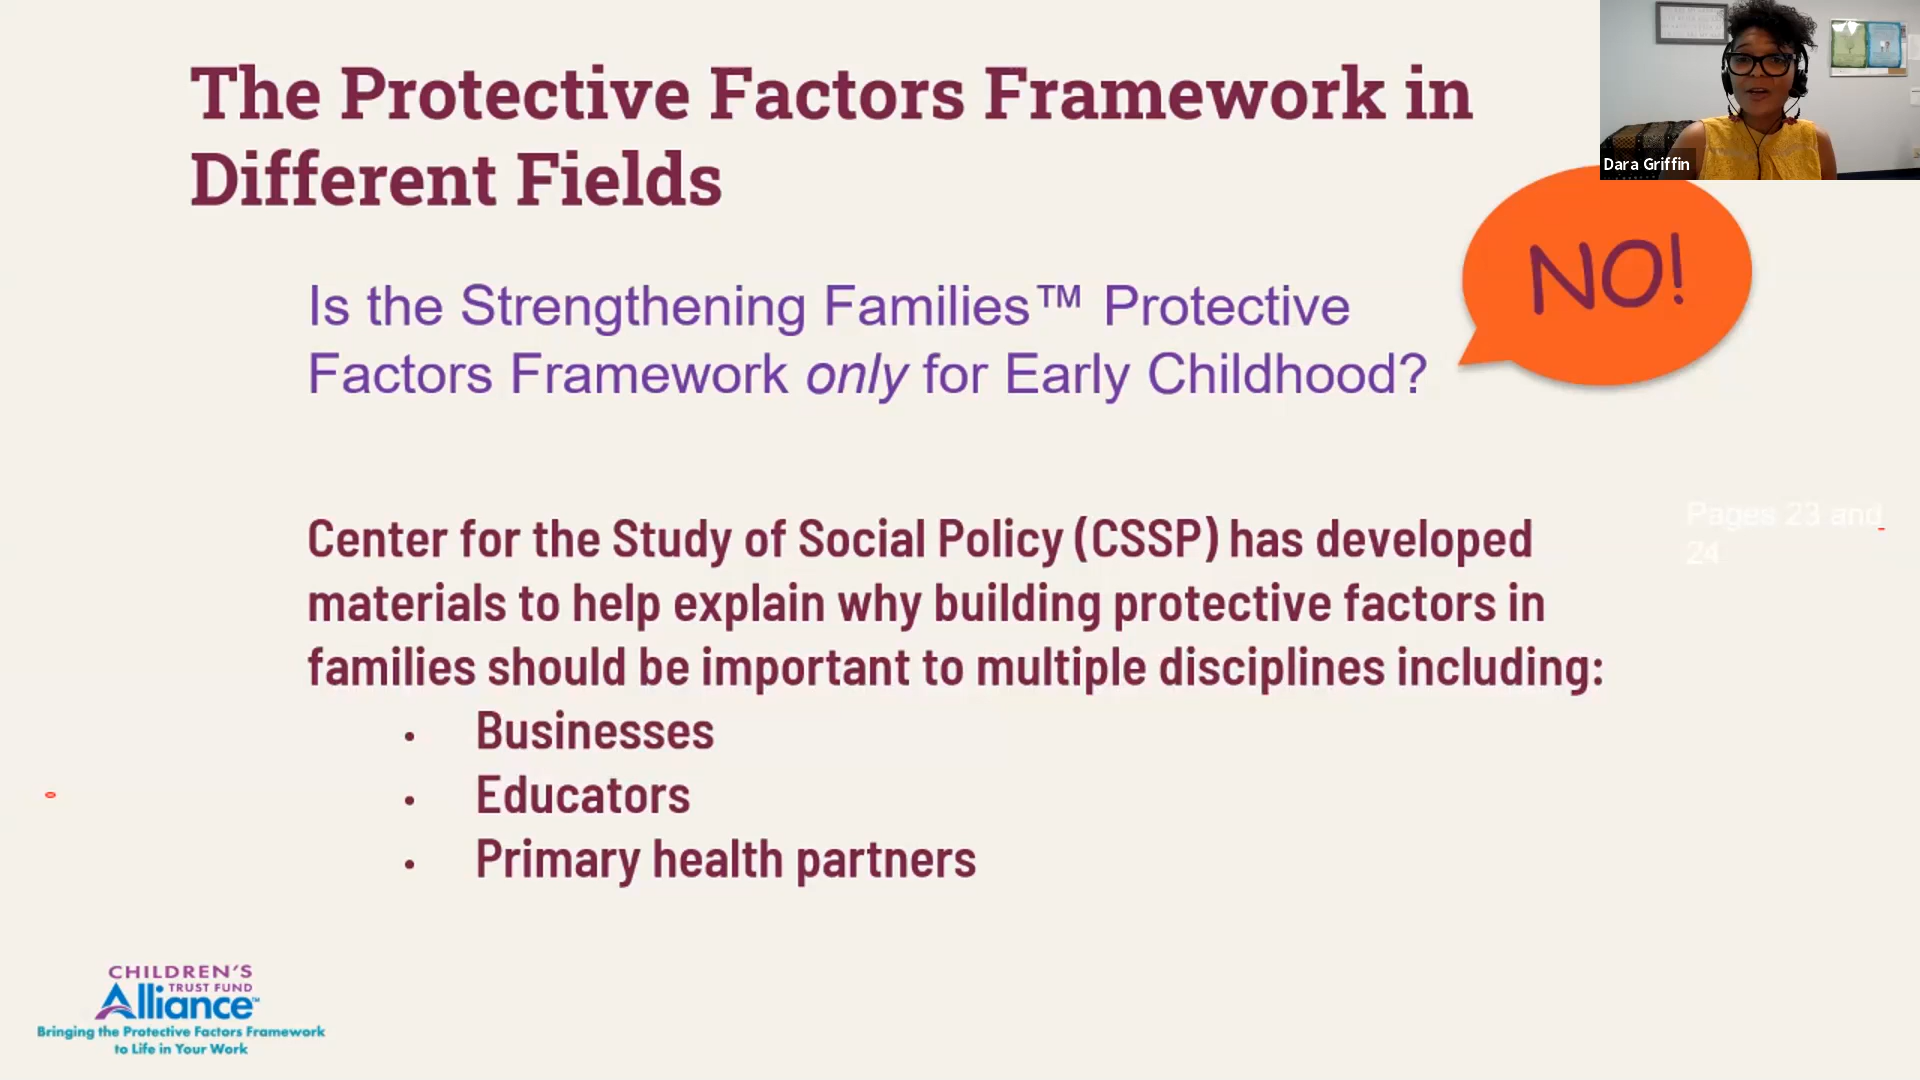 The Protective Factors Framework in
Different Fields
Dara Griffin
NO!
Is the Strengthening Families™ Protective
Factors Framework only for Early Childhood?
Pages 23 and
24
Center for the Study of Social Policy (CSSP) has developed
materials to help explain why building protective factors in
families should be important to multiple disciplines including:
• Businesses
• Educators
• Primary health partners
CHILDREN'S
TRUST FUND
Alliance™
Bringing the Protective Factors Framework
to Life in Your Work